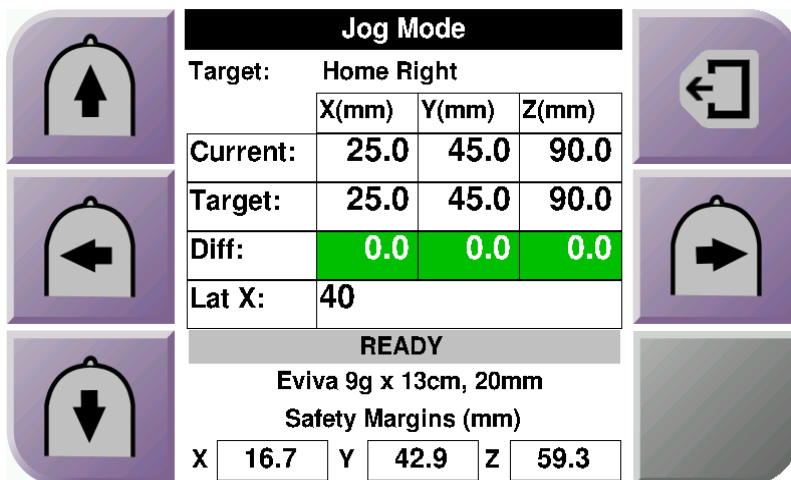 Jog Mode
Target: Home Right
X(mm) Y(mm) Z(mm)
Current: 25.0 45.0 90.0
Target: 25.0 45.0 90.0
Diff: 0.0 0.0 0.0
Lat X: 40
READY
Eviva 9g x 13cm, 20mm
Safety Margins (mm)
X 16.7 Y 42.9 Z 59.3